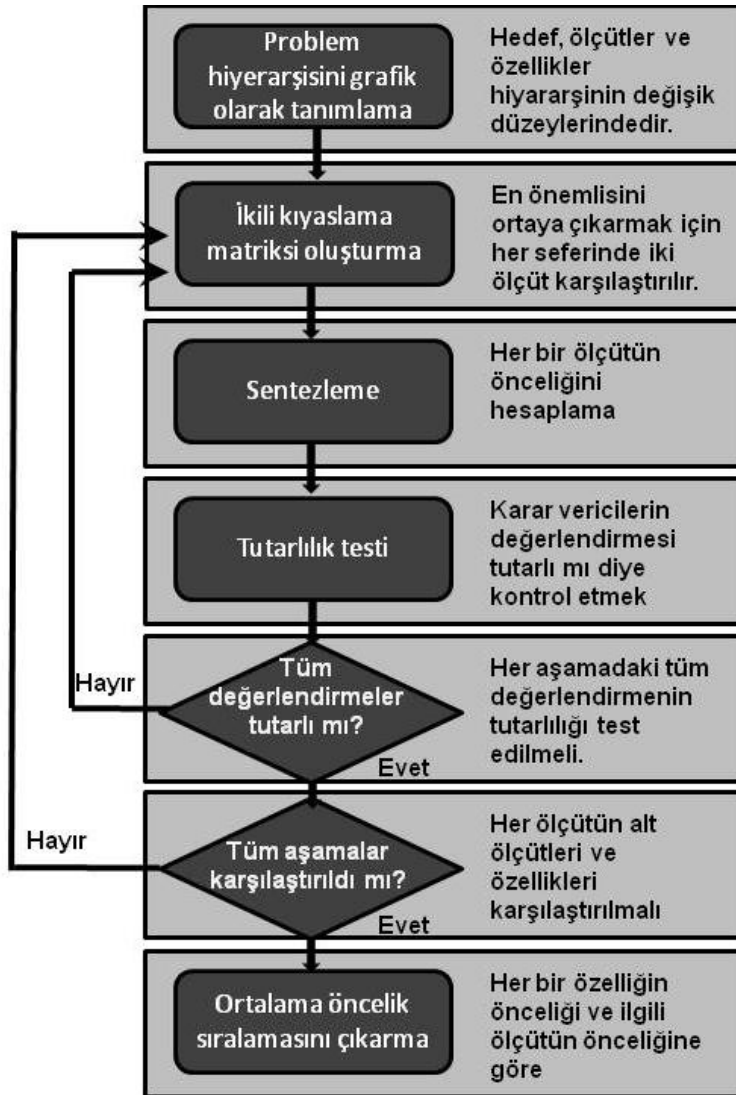 Problem
hiyerarşisini grafik
olarak tanımlama
Hedef, ölçütler ve
özellikler
hiyararşinin değişik
düzeylerindedir.
İkili kıyaslama
matriksi oluşturma
En önemlisini
ortaya çıkarmak için
her seferinde iki
ölçüt karşılaştırılır.
Sentezleme
Her bir ölçütün
önceliğini
hesaplama
Tutarlılık testi
Karar vericilerin
değerlendirmesi
tutarlı mı diye
kontrol etmek
Hayır
Tüm
değerlendirmeler
tutarlı mı?
Evet
Her aşamadaki tüm
değerlendirmenin
tutarlılığı test
edilmeli.
Hayır
Tüm aşamalar
karşılaştırıldı mı?
Evet
Her ölçütün alt
ölçütleri ve
özellikleri
karşılaştırılmalı
Ortalama öncelik
sıralamasını çıkarma
Her bir özelliğin
önceliği ve ilgili
ölçütün önceliğine
göre